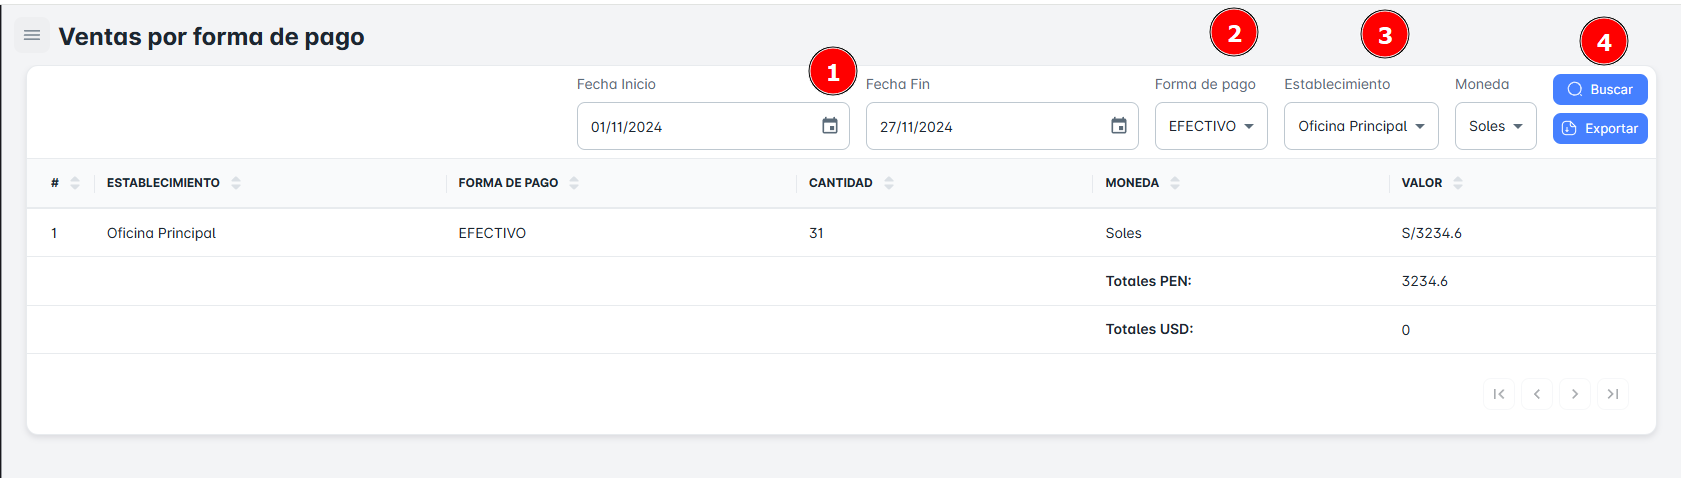 Ventas por forma de pago
1
2
3
4
Fecha Inicio
Fecha Fin
Forma de pago
Establecimiento
Moneda
01/11/2024
27/11/2024
EFECTIVO
Oficina Principal
Soles
Buscar
Exportar
# ESTABLECIMIENTO FORMA DE PAGO CANTIDAD MONEDA VALOR
1 Oficina Principal EFECTIVO 31 Soles S/3234.6
Totales PEN: 3234.6
Totales USD: 0